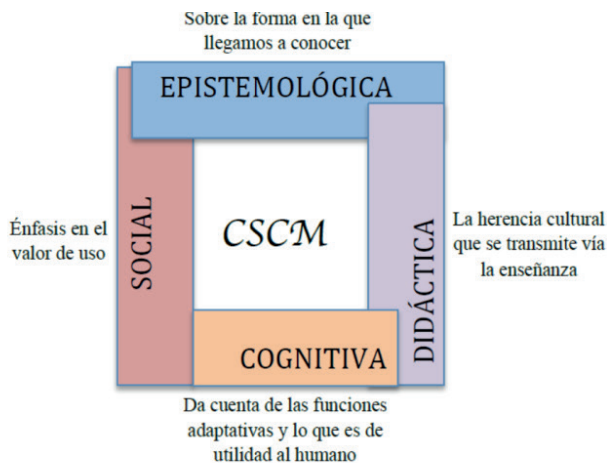 Sobre la forma en la que
llegamos a conocer
EPISTEMOLÓGICA
SOCIAL
Énfasis en el
valor de uso
CSCM
DIDÁCTICA
La herencia cultural
que se transmite vía
la enseñanza
COGNITIVA
Da cuenta de las funciones
adaptativas y lo que es de
utilidad al humano